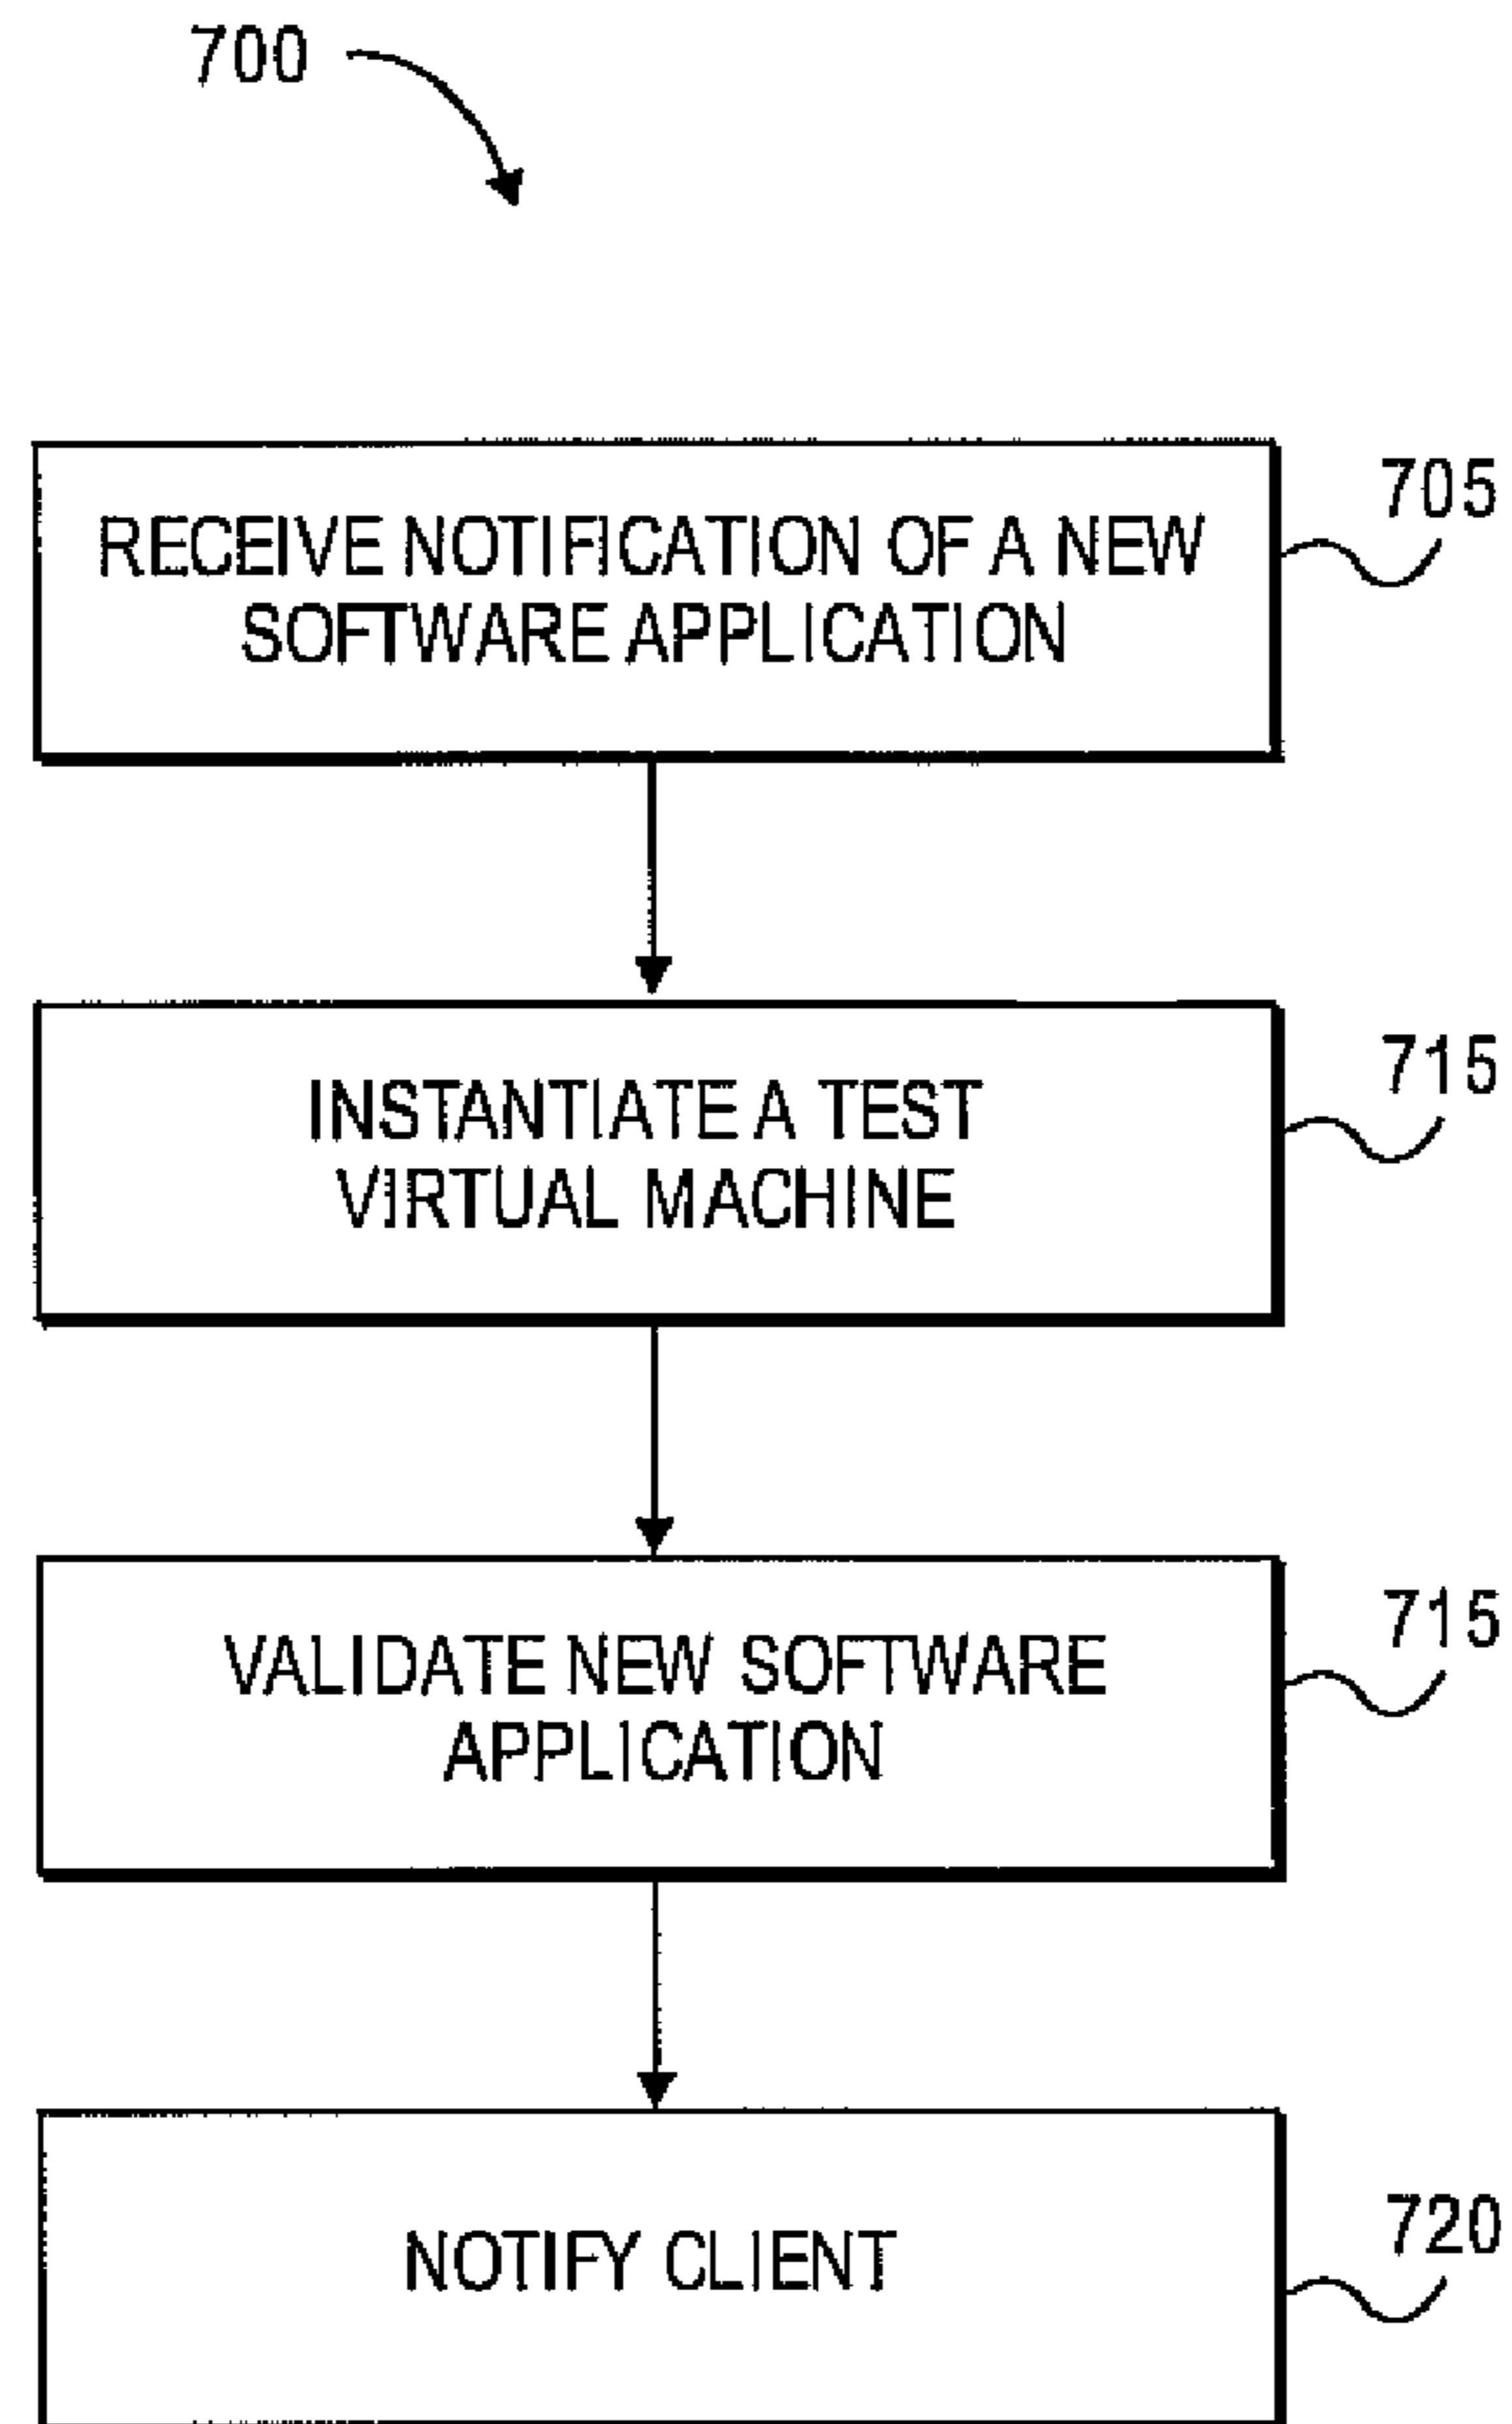 700
RECEIVE NOTIFICATION OF A NEW
SOFTWARE APPLICATION
705
INSTANTIATE A TEST
VIRTUAL MACHINE
715
VALIDATE NEW SOFTWARE
APPLICATION
715
NOTIFY CLIENT
720